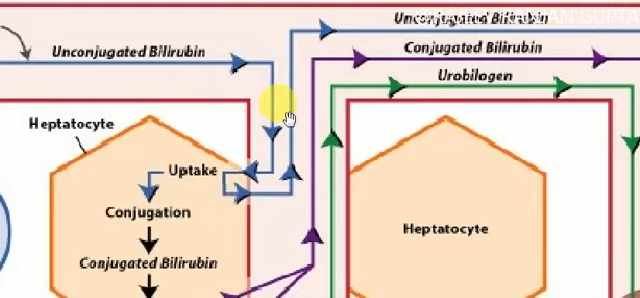 Unconjugated Bilirubin
Unconjugated Bilirubin
Conjugated Bilirubin
Urobilogen
Heptatocyte
Uptake
Conjugation
Heptatocyte
Conjugated Bilirubin